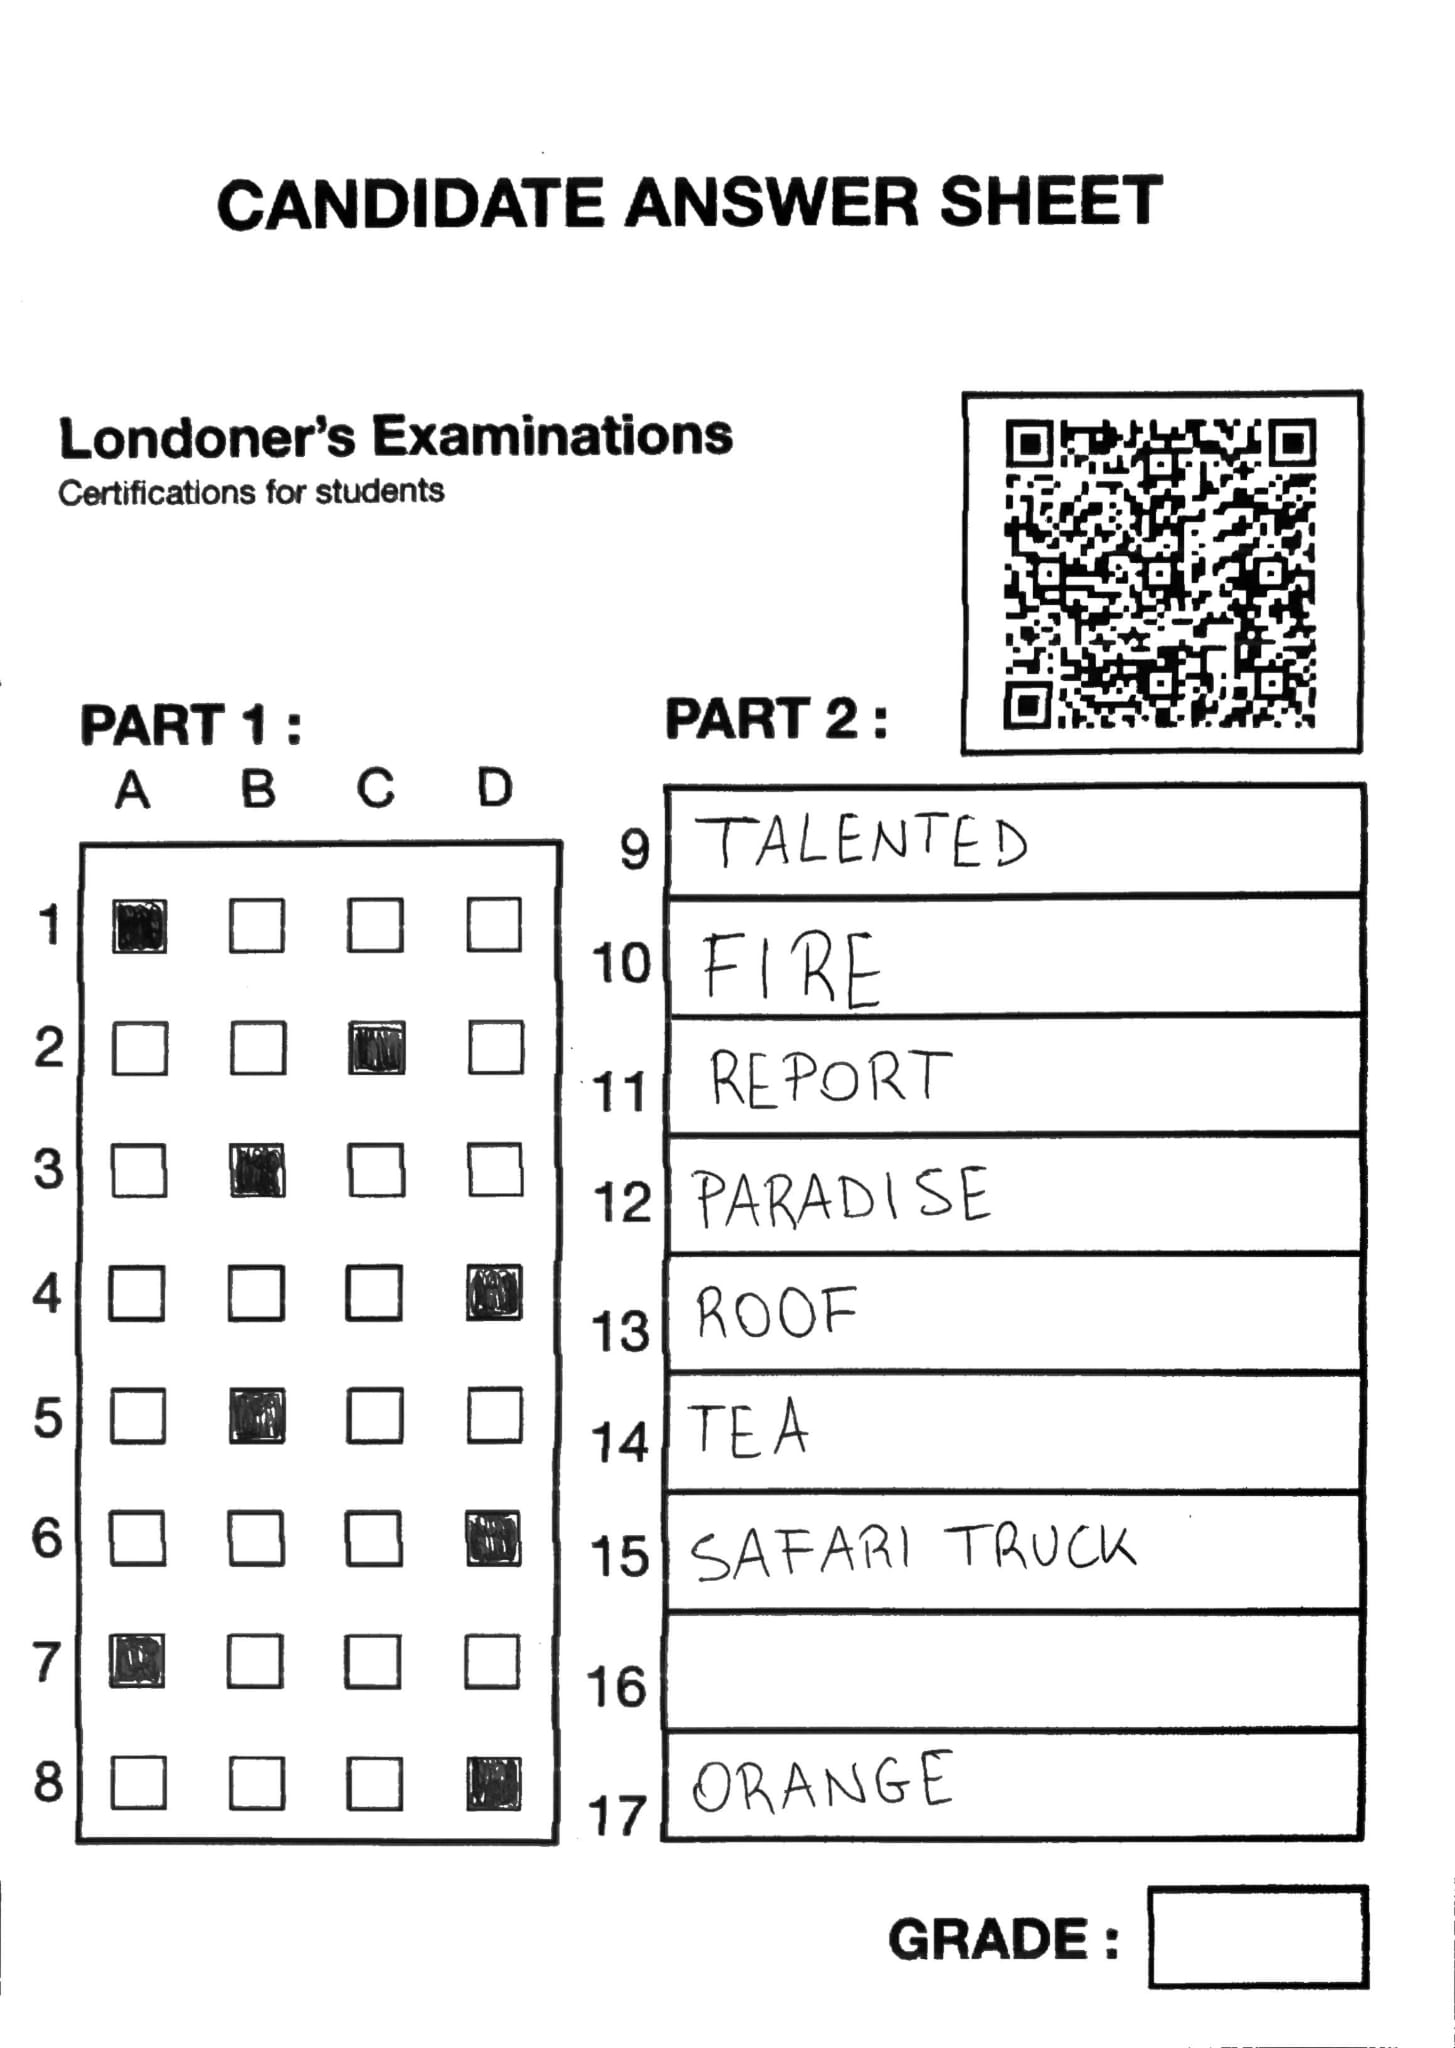 CANDIDATE ANSWER SHEET
Londoner's Examinations
Certifications for students
PART 1 :
A B C D
1
2
3
4
5
6
7
8
PART 2 :
9 TALENTED
10 FIRE
11 REPORT
12 PARADISE
13 ROOF
14 TEA
15 SAFARI TRUCK
16
17 ORANGE
GRADE :